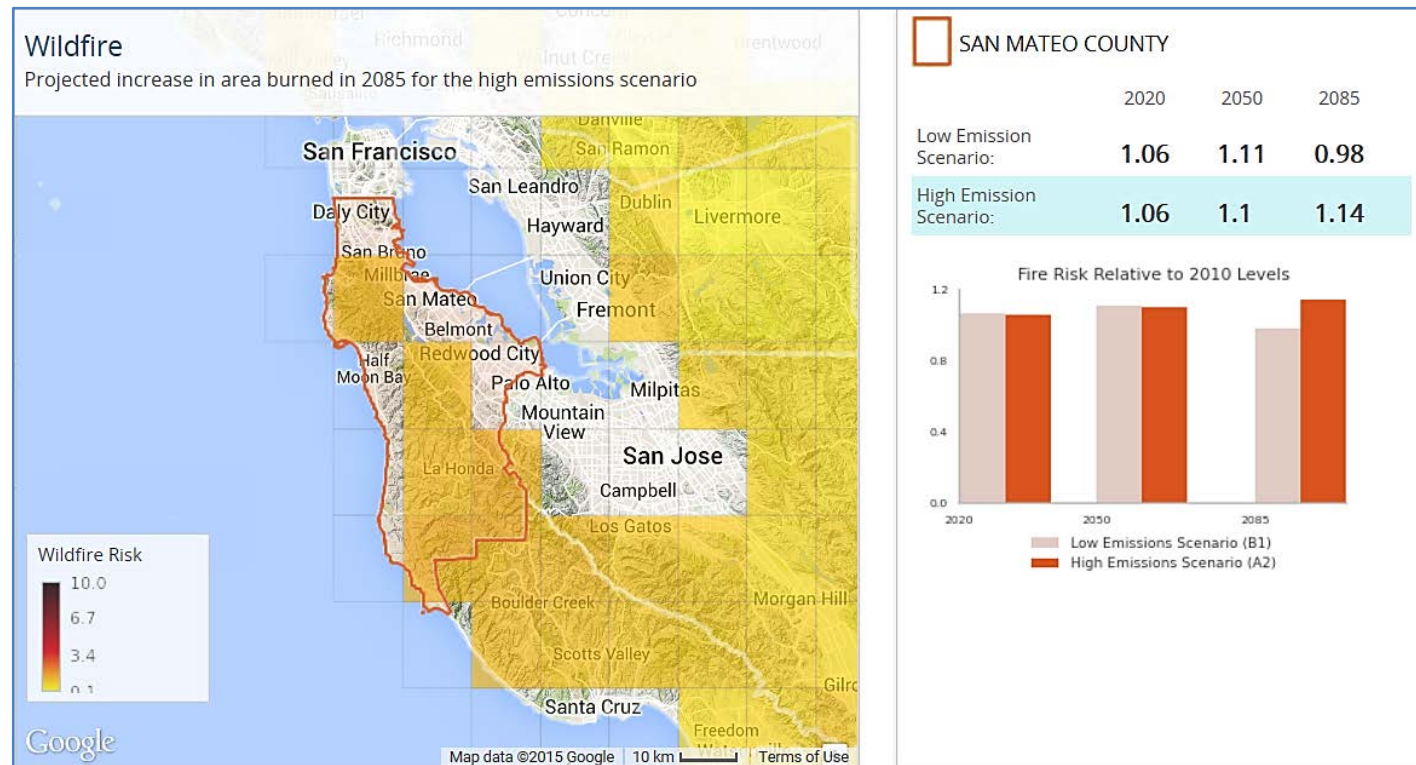 Wildfire
Projected increase in area burned in 2085 for the high emissions scenario
Richmond
Danville
San Ramon
San Francisco
San Leandro
Dublin
Livermore
Daly City
Hayward
San Bruno
Millbrae
Union City
San Mateo
Fremont
Belmont
Redwood City
Half
Moon Bay
Palo Alto
Milpitas
Mountain
View
La Honda
San Jose
Campbell
Los Gatos
Boulder Creek
Morgan Hill
Scotts Valley
Santa Cruz
Freedom
Wildfire Risk
10.0
6.7
3.4
0.1
Google
Map data ©2015 Google
10 km
Terms of Use
SAN MATEO COUNTY
2020 2050 2085
Low Emission
Scenario: 1.06 1.11 0.98
High Emission
Scenario: 1.06 1.1 1.14
Fire Risk Relative to 2010 Levels
1.2
0.8
0.4
0.0
2020 2050 2085
Low Emissions Scenario (B1)
High Emissions Scenario (A2)